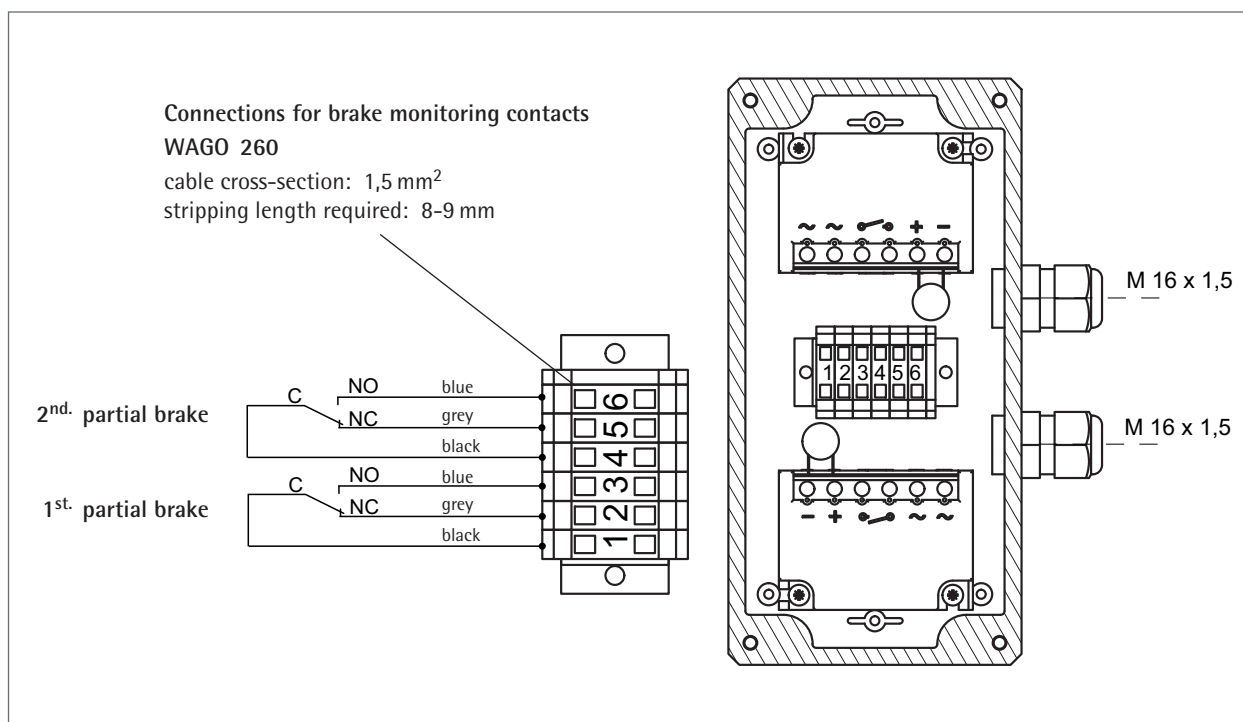 Connections for brake monitoring contacts
WAGO 260
cable cross-section: 1,5 mm²
stripping length required: 8-9 mm
2nd. partial brake
C
NO
blue
NC
grey
black
6
5
4
1st. partial brake
C
NO
blue
NC
grey
black
3
2
1
~ ~ + −
M 16 x 1,5
1 2 3 4 5 6
M 16 x 1,5
− + ~ ~